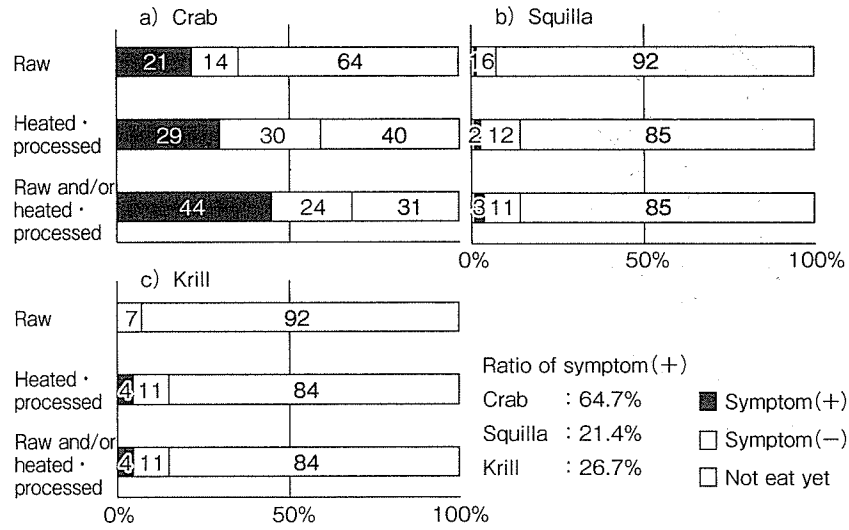 a) Crab
Raw
21 14 64
Heated・
processed
29 30 40
Raw and/or
heated・
processed
44 24 31
b) Squilla
1 6 92
2 12 85
3 11 85
0% 50% 100%
c) Krill
Raw
7 92
Heated・
processed
4 11 84
Raw and/or
heated・
processed
4 11 84
0% 50% 100%
Ratio of symptom(+)
Crab : 64.7%
Squilla : 21.4%
Krill : 26.7%
Symptom(+)
Symptom(−)
Not eat yet